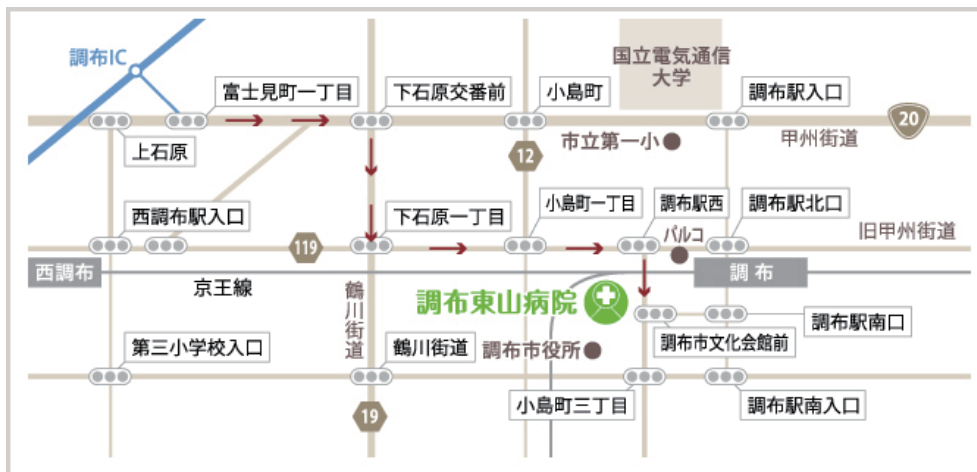 国立電気通信
大学
調布IC
富士見町一丁目
下石原交番前
小島町
調布駅入口
20
上石原
12
市立第一小
甲州街道
西調布駅入口
下石原一丁目
小島町一丁目
調布駅西
調布駅北口
119
パルコ
旧甲州街道
西調布
調布
京王線
鶴川街道
調布東山病院
調布駅南口
調布市文化会館前
第三小学校入口
鶴川街道
調布市役所
19
小島町三丁目
調布駅南入口